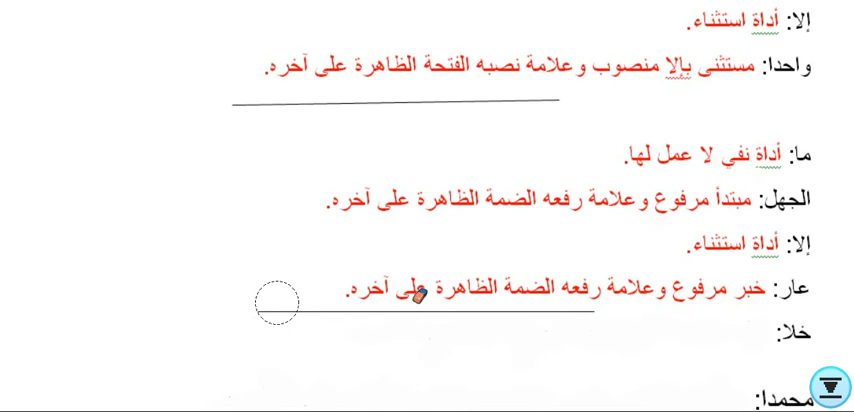 إلا: أداة استثناء.
واحدا: مستثنى بإلا منصوب وعلامة نصبه الفتحة الظاهرة على آخره.
ما: أداة نفي لا عمل لها.
الجهل: مبتدأ مرفوع وعلامة رفعه الضمة الظاهرة على آخره.
إلا: أداة استثناء.
عار: خبر مرفوع وعلامة رفعه الضمة الظاهرة على آخره.
خلا:
محمدا: